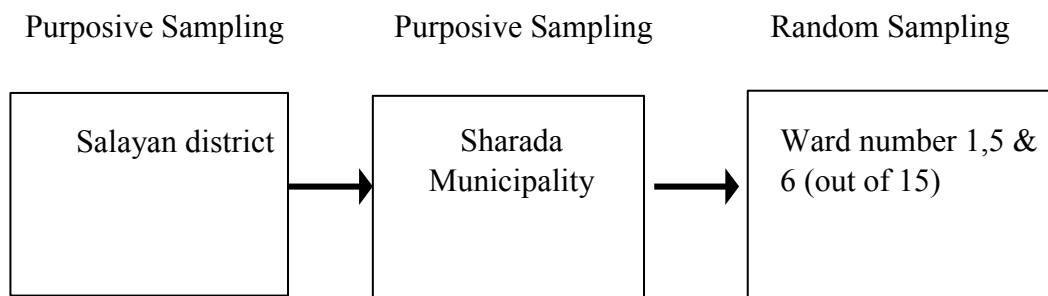 Purposive Sampling Purposive Sampling Random Sampling
Salayan district
Sharada
Municipality
Ward number 1,5 &
6 (out of 15)